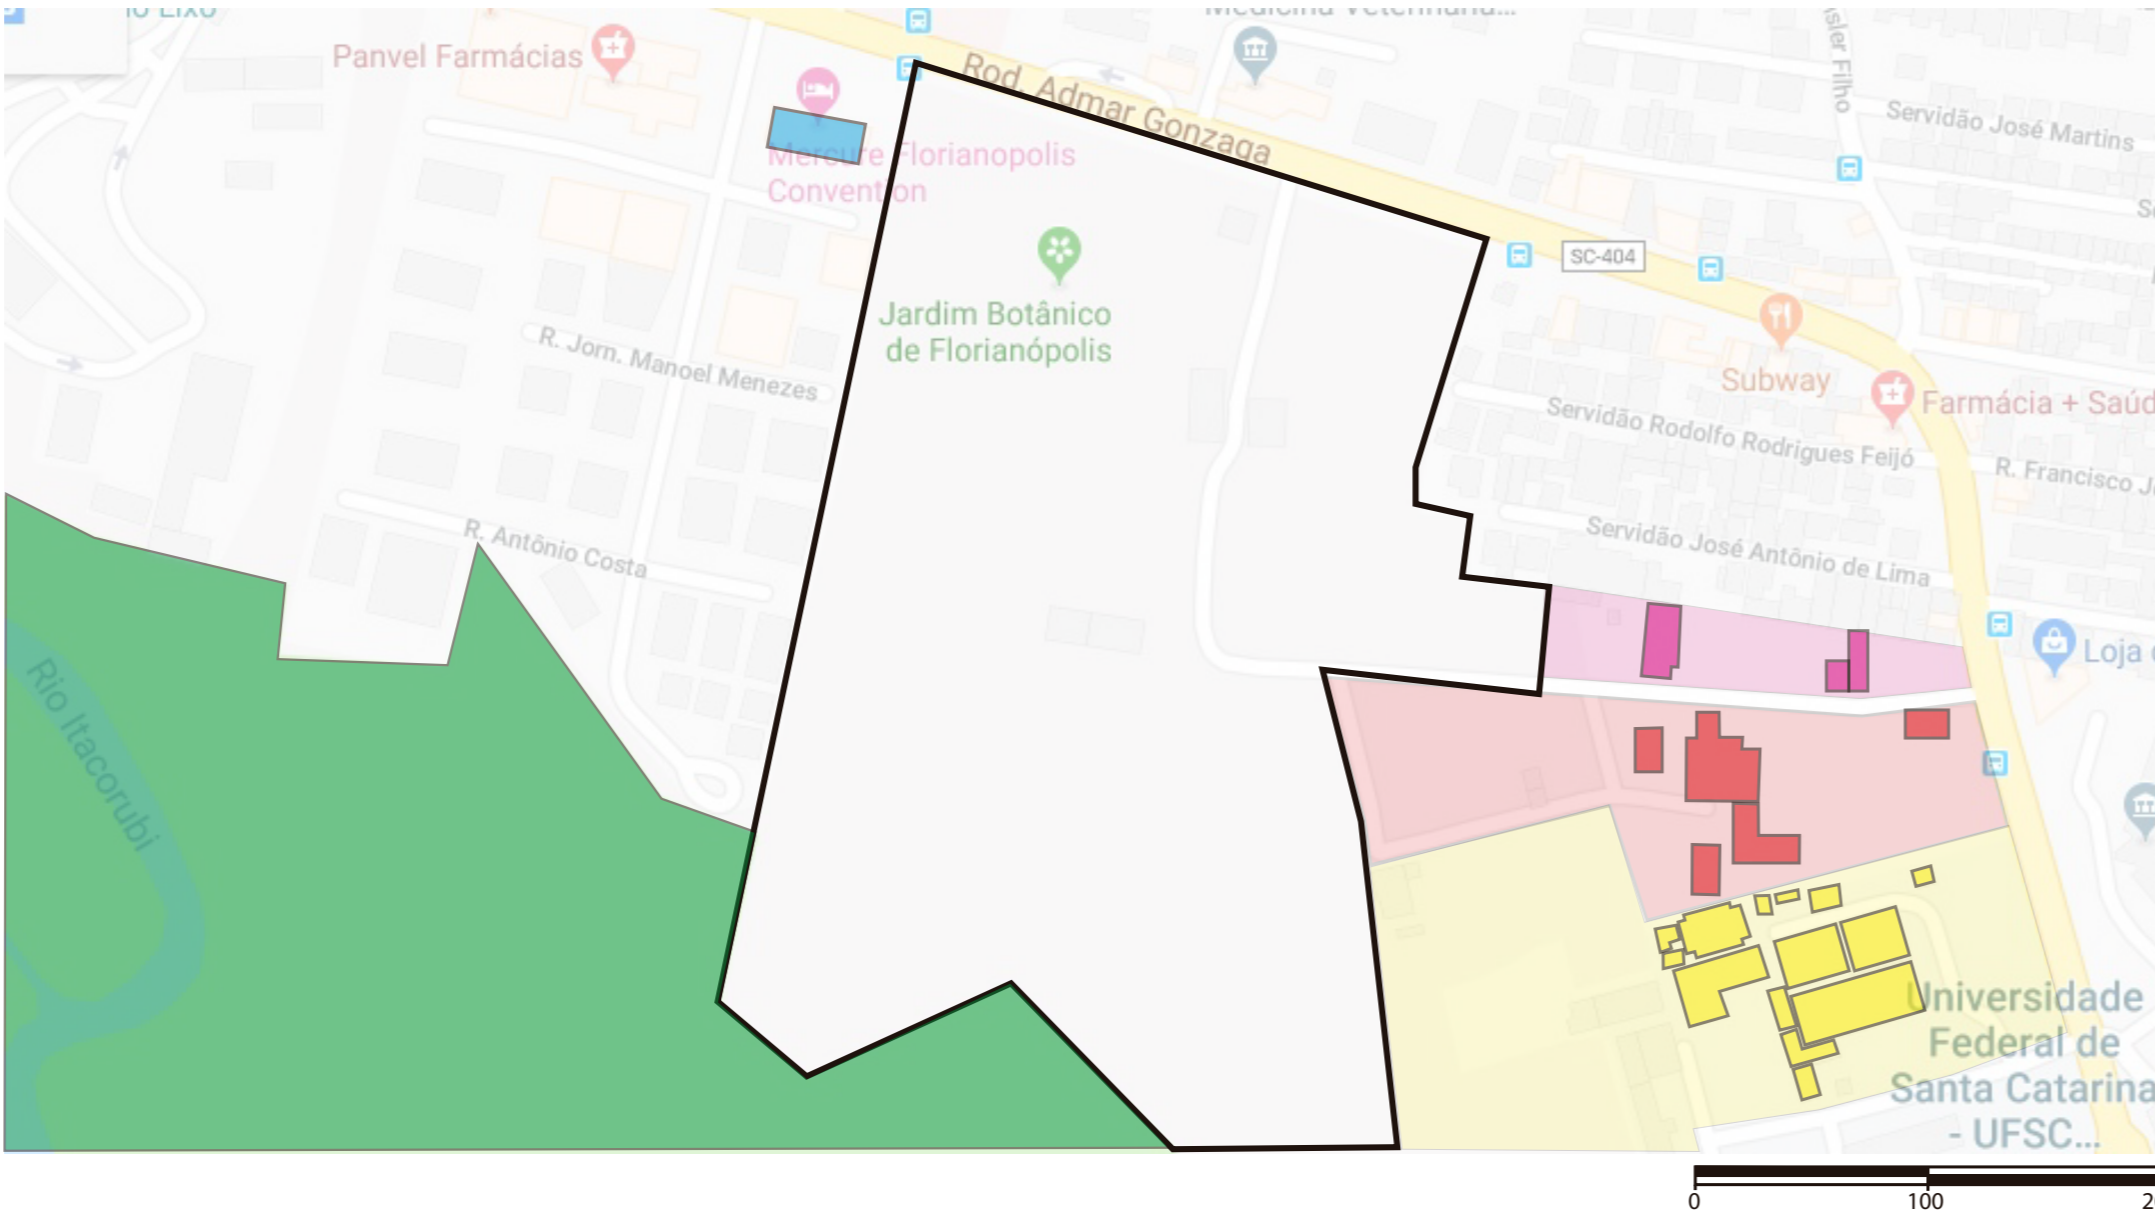 Panvel Farmácias
Rod. Admar Gonzaga
Servidão José Martins
Mercure Florianopolis
Convention
SC-404
Jardim Botânico
de Florianópolis
R. Jorn. Manoel Menezes
Subway
Farmácia + Saúd
Servidão Rodolfo Rodrigues Feijó
R. Francisco J
R. Antônio Costa
Servidão José Antônio de Lima
Loja
Rio Itacorubi
Universidade
Federal de
Santa Catarina
- UFSC...
0 100 2